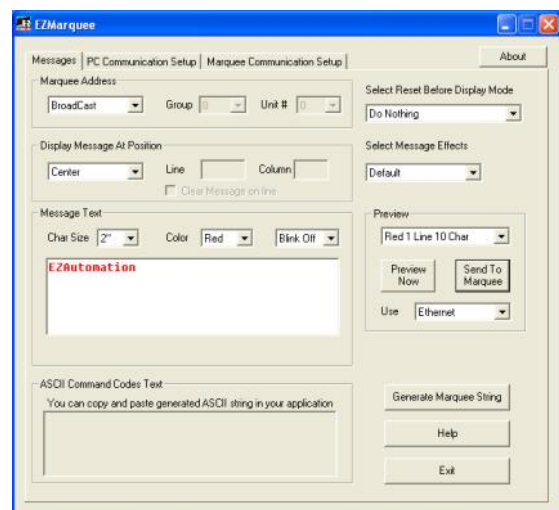 EZMarquee
Messages
PC Communication Setup
Marquee Communication Setup
About
Marquee Address
BroadCast
Group
0
Unit #
0
Select Reset Before Display Mode
Do Nothing
Display Message At Position
Center
Line
Column
Clear Message on line
Select Message Effects
Default
Message Text
Char Size
2"
Color
Red
Blink Off
EZAutomation
Preview
Red 1 Line 10 Char
Preview
Now
Send To
Marquee
Use
Ethernet
ASCII Command Codes Text
You can copy and paste generated ASCII string in your application
Generate Marquee String
Help
Exit